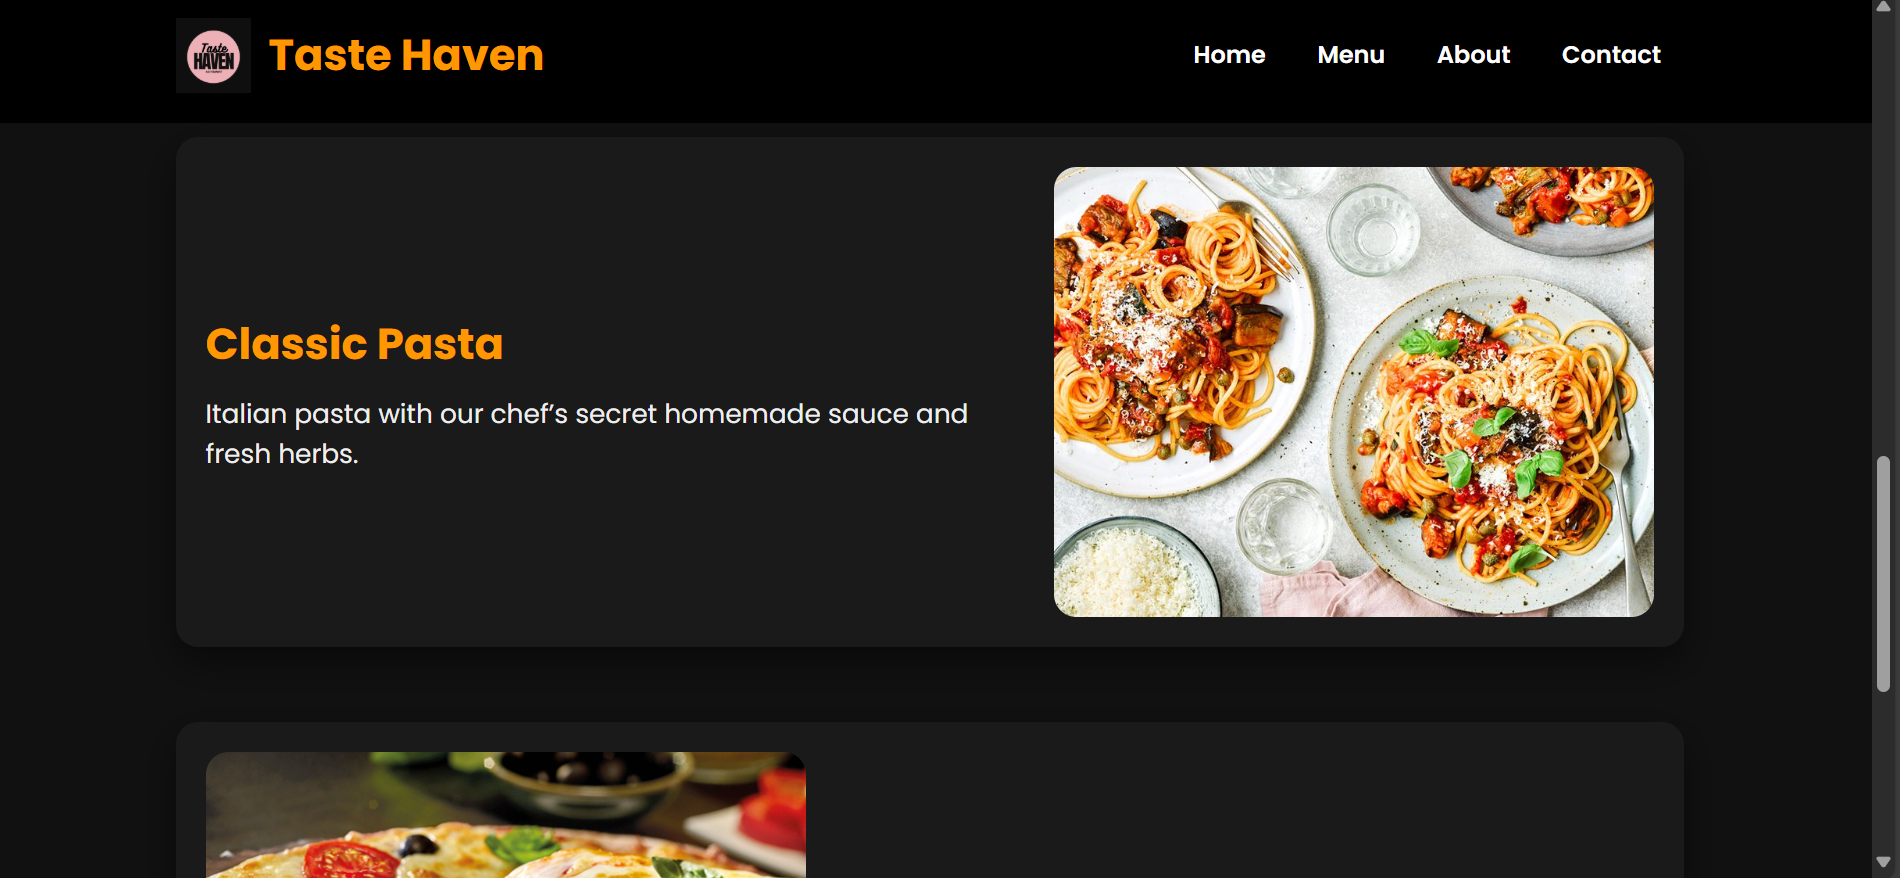 Taste
HAVEN
Taste Haven
Home Menu About Contact
Classic Pasta
Italian pasta with our chef’s secret homemade sauce and
fresh herbs.